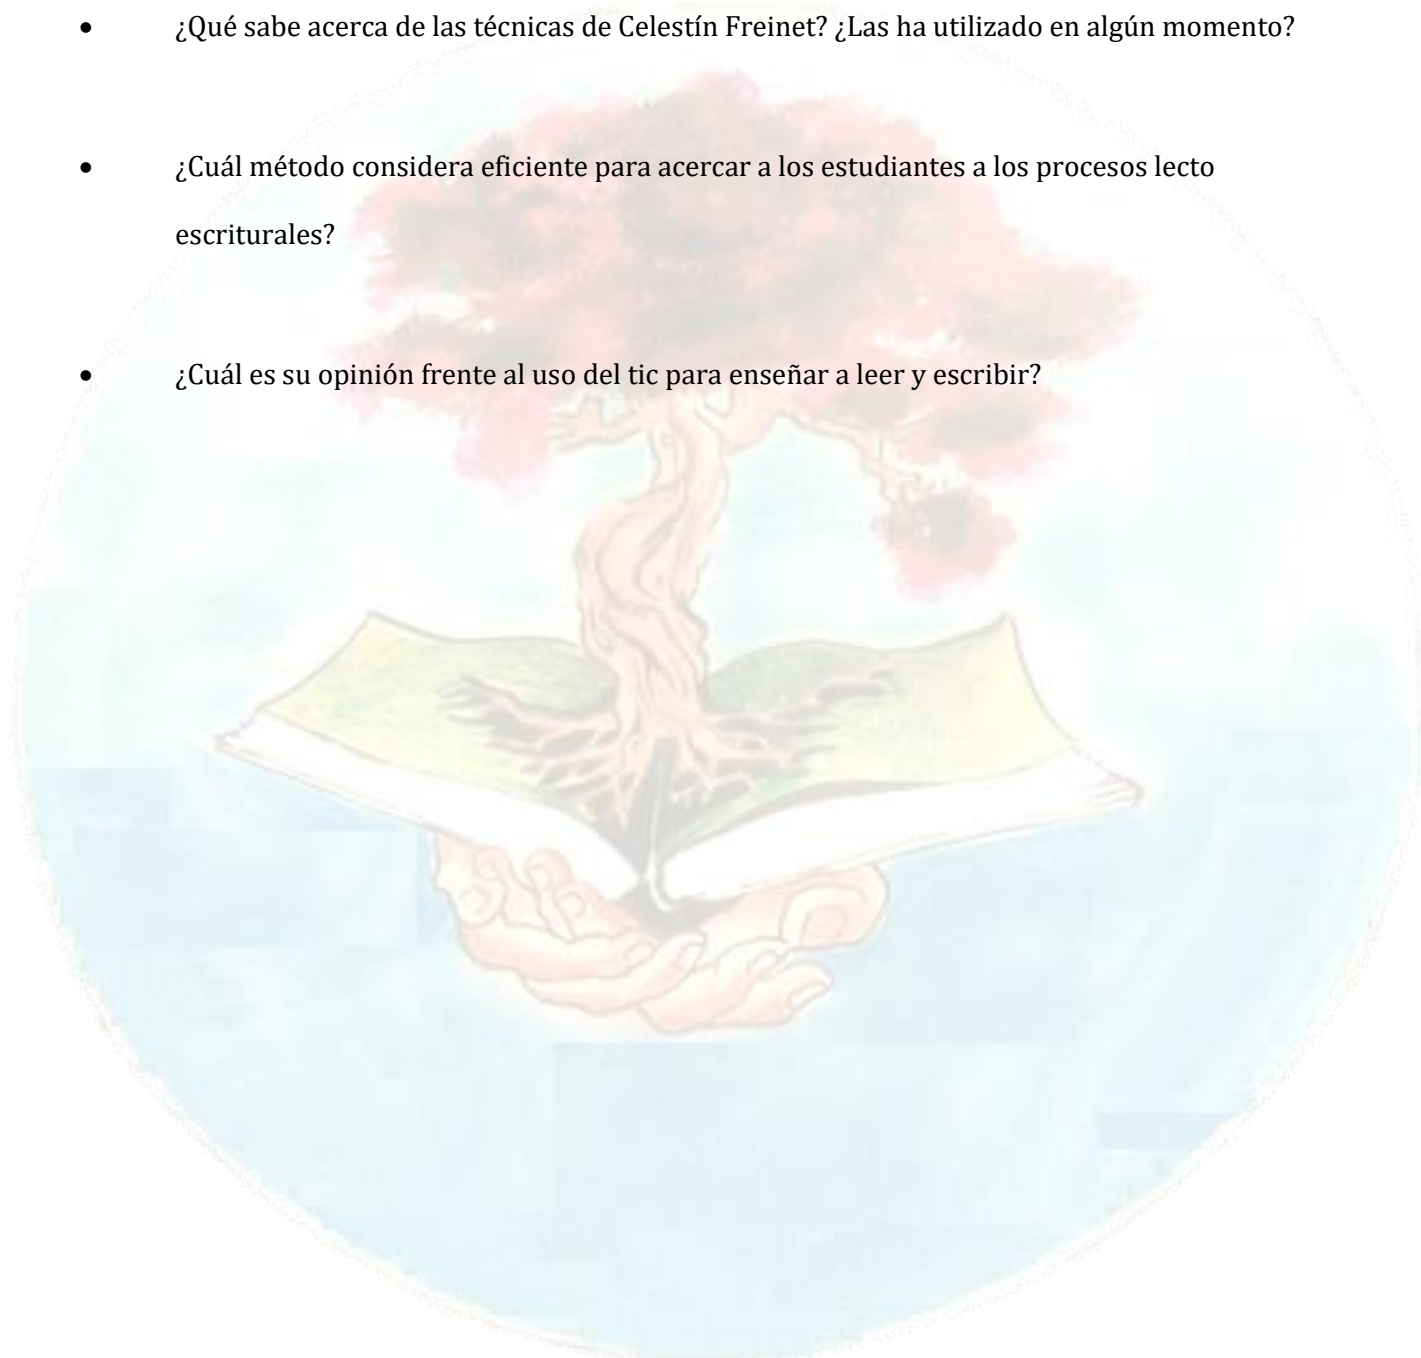 • ¿Qué sabe acerca de las técnicas de Celestín Freinet? ¿Las ha utilizado en algún momento?
• ¿Cuál método considera eficiente para acercar a los estudiantes a los procesos lecto
escriturales?
• ¿Cuál es su opinión frente al uso del tic para enseñar a leer y escribir?